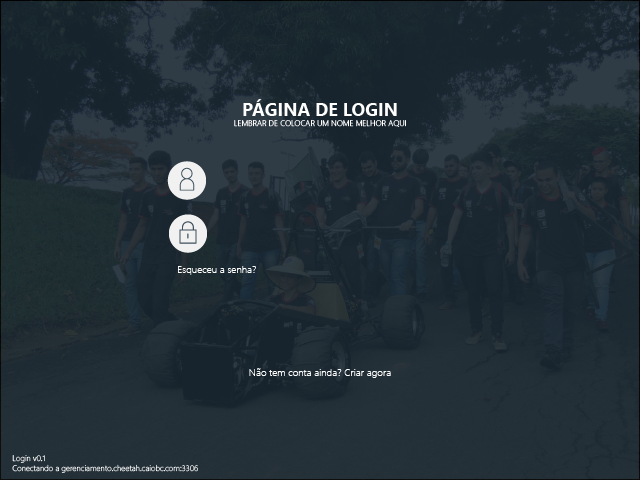 PÁGINA DE LOGIN
LEMBRAR DE COLOCAR UM NOME MELHOR AQUI
Esqueceu a senha?
Não tem conta ainda? Criar agora
Login v0.1
Conectando a gerenciamento.cheetah.caiobc.com:3306